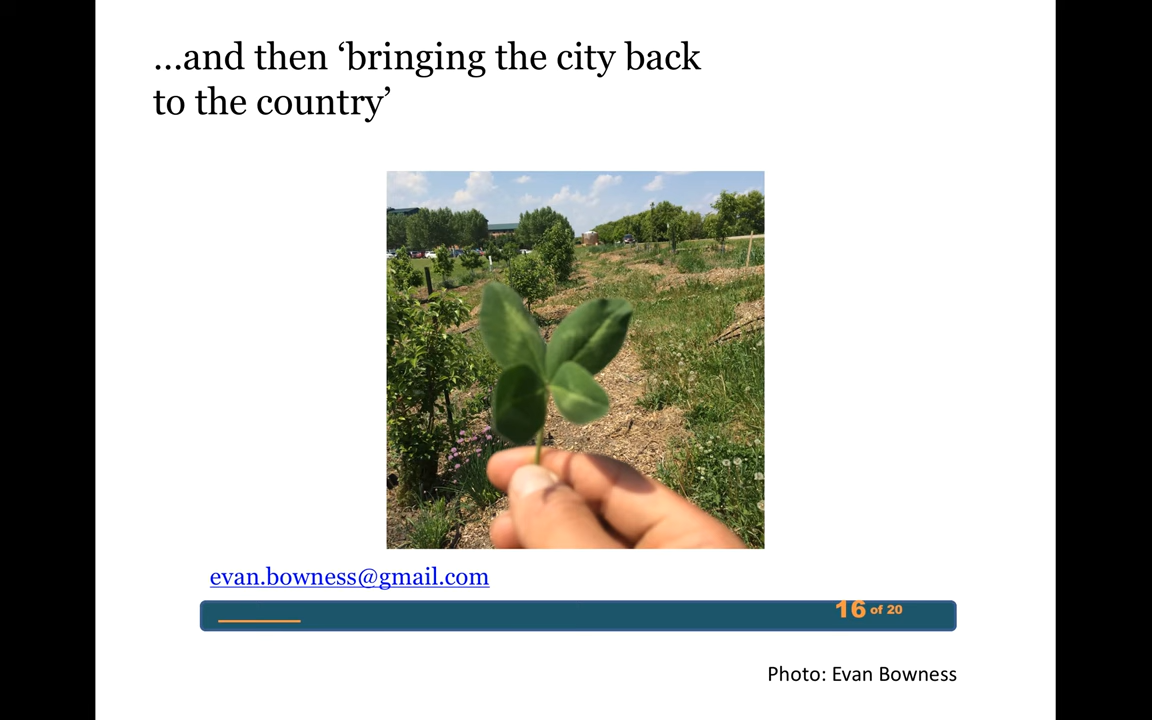 …and then ‘bringing the city back
to the country’
evan.bowness@gmail.com
16 of 20
Photo: Evan Bowness